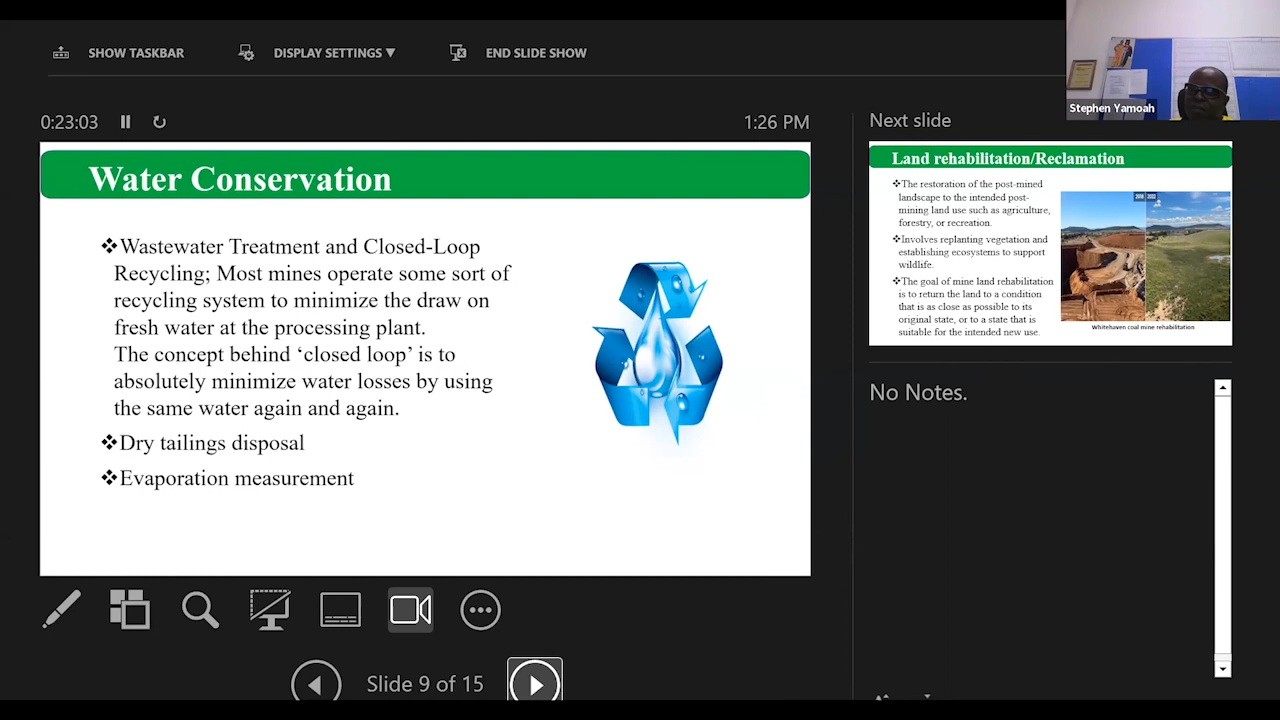 SHOW TASKBAR
DISPLAY SETTINGS ▼
END SLIDE SHOW
Stephen Yamoah
0:23:03
1:26 PM
Next slide
Water Conservation
❖Wastewater Treatment and Closed-Loop
Recycling; Most mines operate some sort of
recycling system to minimize the draw on
fresh water at the processing plant.
The concept behind ‘closed loop’ is to
absolutely minimize water losses by using
the same water again and again.
❖Dry tailings disposal
❖Evaporation measurement
Land rehabilitation/Reclamation
❖The restoration of the post-mined
landscape to the intended post-
mining land use such as agriculture,
forestry, or recreation.
❖Involves replanting vegetation and
establishing ecosystems to support
wildlife.
❖The goal of mine land rehabilitation
is to return the land to a condition
that is as close as possible to its
original state, or to a state that is
suitable for the intended new use.
Whitehaven coal mine rehabilitation
No Notes.
Slide 9 of 15